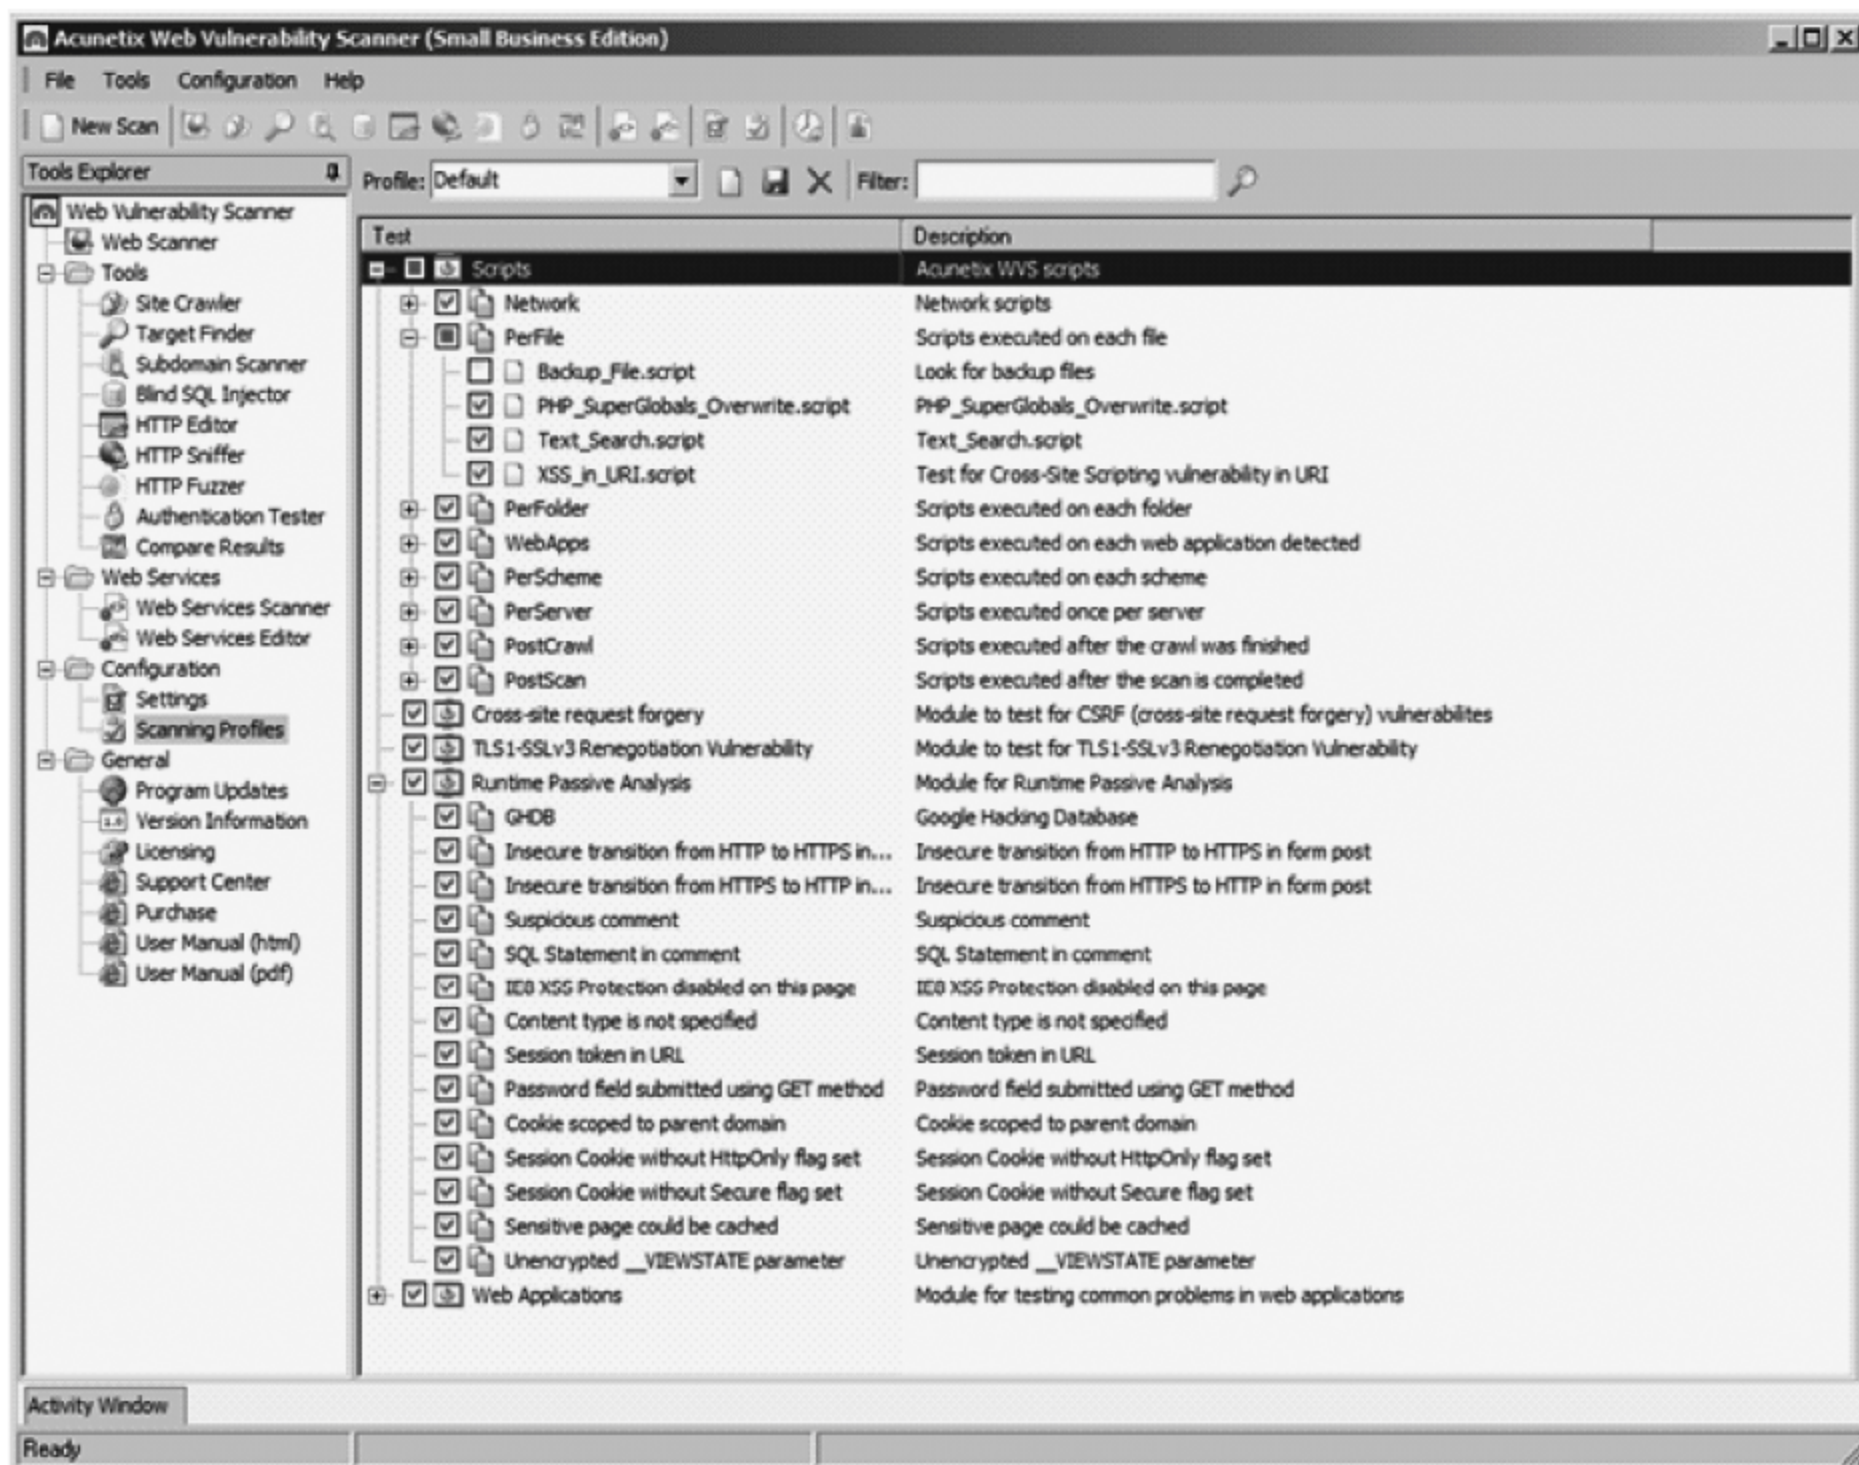 Acunetix Web Vulnerability Scanner (Small Business Edition)
File Tools Configuration Help
New Scan
Tools Explorer
Web Vulnerability Scanner
Web Scanner
Tools
Site Crawler
Target Finder
Subdomain Scanner
Blind SQL Injector
HTTP Editor
HTTP Sniffer
HTTP Fuzzer
Authentication Tester
Compare Results
Web Services
Web Services Scanner
Web Services Editor
Configuration
Settings
Scanning Profiles
General
Program Updates
Version Information
Licensing
Support Center
Purchase
User Manual (html)
User Manual (pdf)
Profile: Default Filter:
Test Description
Scripts Acunetix WVS scripts
Network Network scripts
PerFile Scripts executed on each file
Backup_File.script Look for backup files
PHP_SuperGlobals_Overwrite.script PHP_SuperGlobals_Overwrite.script
Text_Search.script Text_Search.script
XSS_in_URI.script Test for Cross-Site Scripting vulnerability in URI
PerFolder Scripts executed on each folder
WebApps Scripts executed on each web application detected
PerScheme Scripts executed on each scheme
PerServer Scripts executed once per server
PostCrawl Scripts executed after the crawl was finished
PostScan Scripts executed after the scan is completed
Cross-site request forgery Module to test for CSRF (cross-site request forgery) vulnerabilites
TLS1-SSLv3 Renegotiation Vulnerability Module to test for TLS1-SSLv3 Renegotiation Vulnerability
Runtime Passive Analysis Module for Runtime Passive Analysis
GHDB Google Hacking Database
Insecure transition from HTTP to HTTPS in... Insecure transition from HTTP to HTTPS in form post
Insecure transition from HTTPS to HTTP in... Insecure transition from HTTPS to HTTP in form post
Suspicious comment Suspicious comment
SQL Statement in comment SQL Statement in comment
IE8 XSS Protection disabled on this page IE8 XSS Protection disabled on this page
Content type is not specified Content type is not specified
Session token in URL Session token in URL
Password field submitted using GET method Password field submitted using GET method
Cookie scoped to parent domain Cookie scoped to parent domain
Session Cookie without HttpOnly flag set Session Cookie without HttpOnly flag set
Session Cookie without Secure flag set Session Cookie without Secure flag set
Sensitive page could be cached Sensitive page could be cached
Unencrypted __VIEWSTATE parameter Unencrypted __VIEWSTATE parameter
Web Applications Module for testing common problems in web applications
Activity Window
Ready